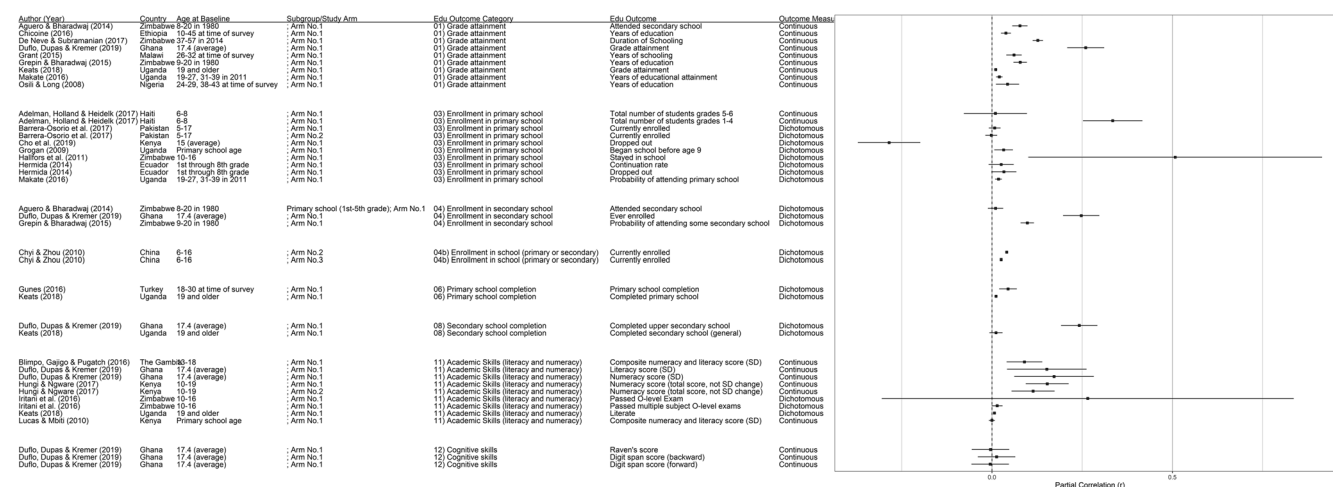 Author (Year) Country Age at Baseline Subgroup/Study Arm Edu Outcome Category Edu Outcome Outcome Measu
Aguero & Bharadwaj (2014) Zimbabwe 8-20 in 1980 ; Arm No.1 01) Grade attainment Attended secondary school Continuous
Chicoine (2016) Ethiopia 10-45 at time of survey ; Arm No.1 01) Grade attainment Years of education Continuous
De Neve & Subramanian (2017) Zimbabwe 37-57 in 2014 ; Arm No.1 01) Grade attainment Duration of Schooling Continuous
Duflo, Dupas & Kremer (2019) Ghana 17.4 (average) ; Arm No.1 01) Grade attainment Grade attainment Continuous
Grant (2015) Malawi 26-32 at time of survey ; Arm No.1 01) Grade attainment Years of schooling Continuous
Grepin & Bharadwaj (2015) Zimbabwe 9-20 in 1980 ; Arm No.1 01) Grade attainment Years of education Continuous
Keats (2018) Uganda 19 and older ; Arm No.1 01) Grade attainment Grade attainment Continuous
Makate (2016) Uganda 19-27, 31-39 in 2011 ; Arm No.1 01) Grade attainment Years of educational attainment Continuous
Osili & Long (2008) Nigeria 24-29, 38-43 at time of survey ; Arm No.1 01) Grade attainment Years of education Continuous
Adelman, Holland & Heidelk (2017) Haiti 6-8 ; Arm No.1 03) Enrollment in primary school Total number of students grades 5-6 Continuous
Adelman, Holland & Heidelk (2017) Haiti 6-8 ; Arm No.1 03) Enrollment in primary school Total number of students grades 1-4 Continuous
Barrera-Osorio et al. (2017) Pakistan 5-17 ; Arm No.1 03) Enrollment in primary school Currently enrolled Dichotomous
Barrera-Osorio et al. (2017) Pakistan 5-17 ; Arm No.2 03) Enrollment in primary school Currently enrolled Dichotomous
Cho et al. (2019) Kenya 15 (average) ; Arm No.1 03) Enrollment in primary school Dropped out Dichotomous
Grogan (2009) Uganda Primary school age ; Arm No.1 03) Enrollment in primary school Began school before age 9 Dichotomous
Hallfors et al. (2011) Zimbabwe 10-16 ; Arm No.1 03) Enrollment in primary school Stayed in school Dichotomous
Hermida (2014) Ecuador 1st through 8th grade ; Arm No.1 03) Enrollment in primary school Continuation rate Dichotomous
Hermida (2014) Ecuador 1st through 8th grade ; Arm No.1 03) Enrollment in primary school Dropped out Dichotomous
Makate (2016) Uganda 19-27, 31-39 in 2011 ; Arm No.1 03) Enrollment in primary school Probability of attending primary school Dichotomous
Aguero & Bharadwaj (2014) Zimbabwe 8-20 in 1980 Primary school (1st-5th grade); Arm No.1 04) Enrollment in secondary school Attended secondary school Dichotomous
Duflo, Dupas & Kremer (2019) Ghana 17.4 (average) ; Arm No.1 04) Enrollment in secondary school Ever enrolled Dichotomous
Grepin & Bharadwaj (2015) Zimbabwe 9-20 in 1980 ; Arm No.1 04) Enrollment in secondary school Probability of attending some secondary school Dichotomous
Chyi & Zhou (2010) China 6-16 ; Arm No.2 04b) Enrollment in school (primary or secondary) Currently enrolled Dichotomous
Chyi & Zhou (2010) China 6-16 ; Arm No.3 04b) Enrollment in school (primary or secondary) Currently enrolled Dichotomous
Gunes (2016) Turkey 18-30 at time of survey ; Arm No.1 06) Primary school completion Primary school completion Dichotomous
Keats (2018) Uganda 19 and older ; Arm No.1 06) Primary school completion Completed primary school Dichotomous
Duflo, Dupas & Kremer (2019) Ghana 17.4 (average) ; Arm No.1 08) Secondary school completion Completed upper secondary school Dichotomous
Keats (2018) Uganda 19 and older ; Arm No.1 08) Secondary school completion Completed secondary school (general) Dichotomous
Blimpo, Gajigo & Pugatch (2016) The Gambia 13-18 ; Arm No.1 11) Academic Skills (literacy and numeracy) Composite numeracy and literacy score (SD) Continuous
Duflo, Dupas & Kremer (2019) Ghana 17.4 (average) ; Arm No.1 11) Academic Skills (literacy and numeracy) Literacy score (SD) Continuous
Duflo, Dupas & Kremer (2019) Ghana 17.4 (average) ; Arm No.1 11) Academic Skills (literacy and numeracy) Numeracy score (SD) Continuous
Hungi & Ngware (2017) Kenya 10-19 ; Arm No.1 11) Academic Skills (literacy and numeracy) Numeracy score (total score, not SD change) Continuous
Hungi & Ngware (2017) Kenya 10-19 ; Arm No.2 11) Academic Skills (literacy and numeracy) Numeracy score (total score, not SD change) Continuous
Iritani et al. (2016) Zimbabwe 10-16 ; Arm No.1 11) Academic Skills (literacy and numeracy) Passed O-level Exam Dichotomous
Iritani et al. (2016) Zimbabwe 10-16 ; Arm No.1 11) Academic Skills (literacy and numeracy) Passed multiple subject O-level exams Dichotomous
Keats (2018) Uganda 19 and older ; Arm No.1 11) Academic Skills (literacy and numeracy) Literate Dichotomous
Lucas & Mbiti (2010) Kenya Primary school age ; Arm No.1 11) Academic Skills (literacy and numeracy) Composite numeracy and literacy score (SD) Continuous
Duflo, Dupas & Kremer (2019) Ghana 17.4 (average) ; Arm No.1 12) Cognitive skills Raven's score Continuous
Duflo, Dupas & Kremer (2019) Ghana 17.4 (average) ; Arm No.1 12) Cognitive skills Digit span score (backward) Continuous
Duflo, Dupas & Kremer (2019) Ghana 17.4 (average) ; Arm No.1 12) Cognitive skills Digit span score (forward) Continuous
0.0 0.5
Partial Correlation (r)